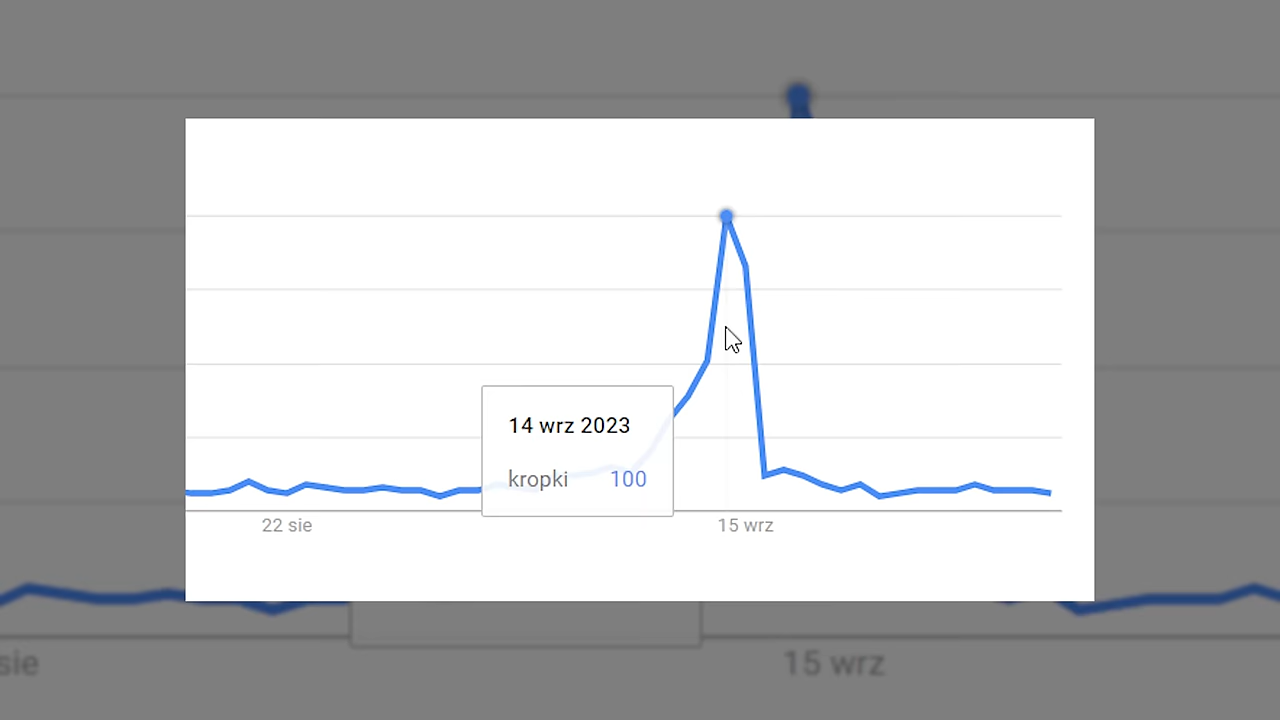 14 wrz 2023
kropki 100
22 sie
15 wrz
sie
15 wrz